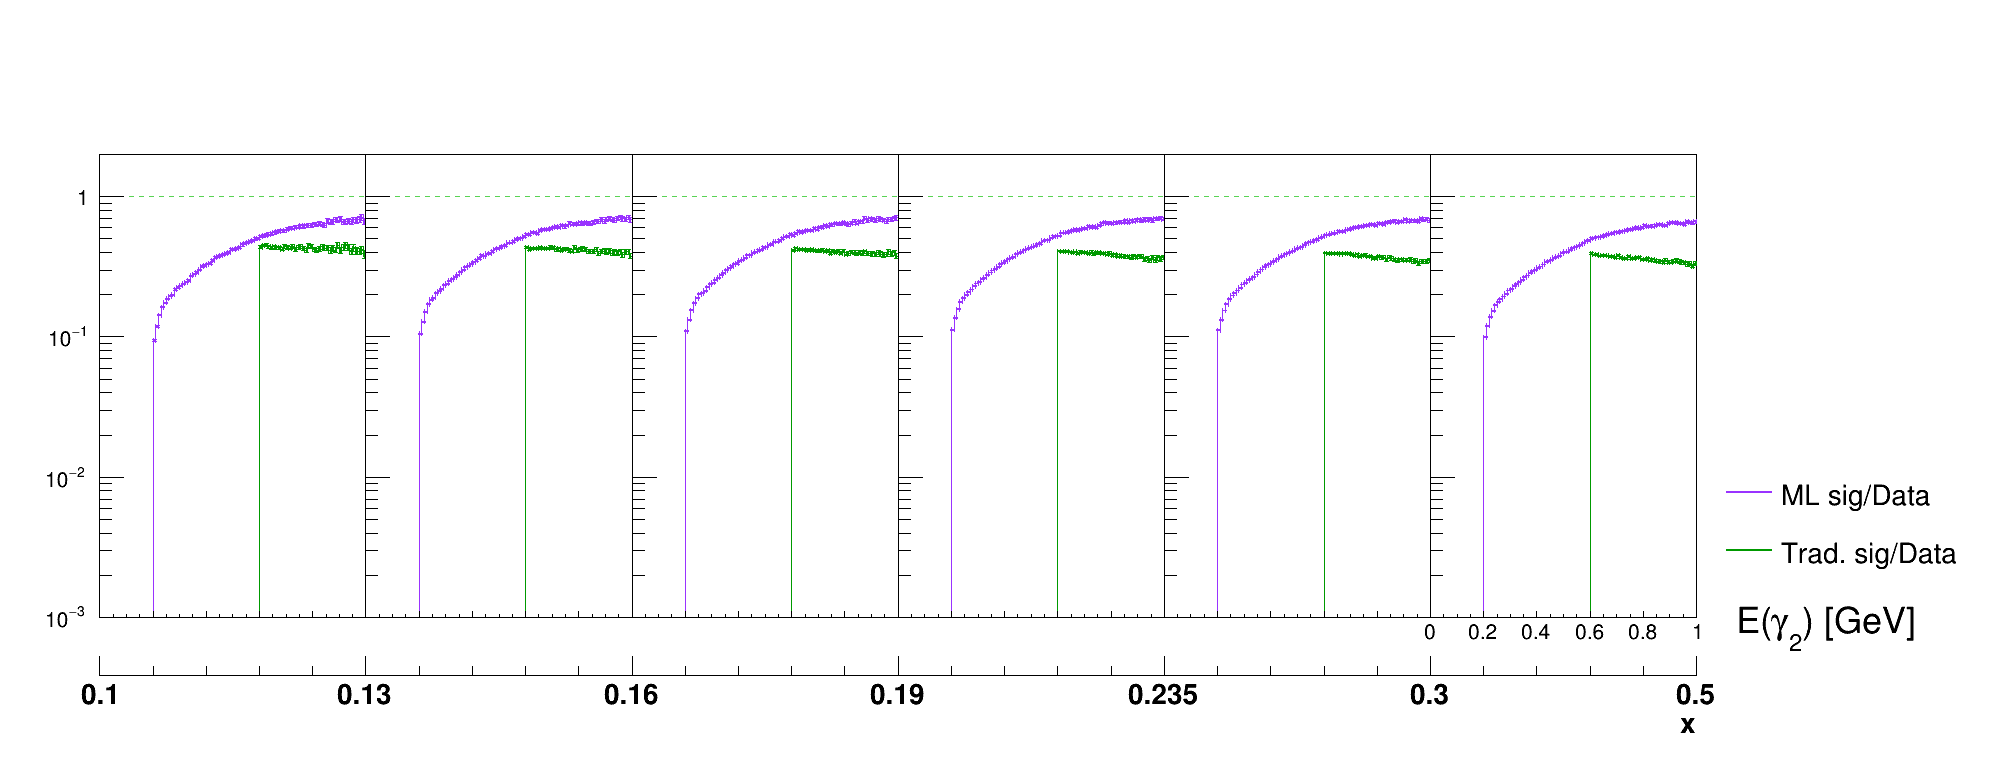 1
10⁻¹
10⁻²
10⁻³
ML sig/Data
Trad. sig/Data
E(γ₂) [GeV]
0 0.2 0.4 0.6 0.8 1
0.1 0.13 0.16 0.19 0.235 0.3 0.5
x